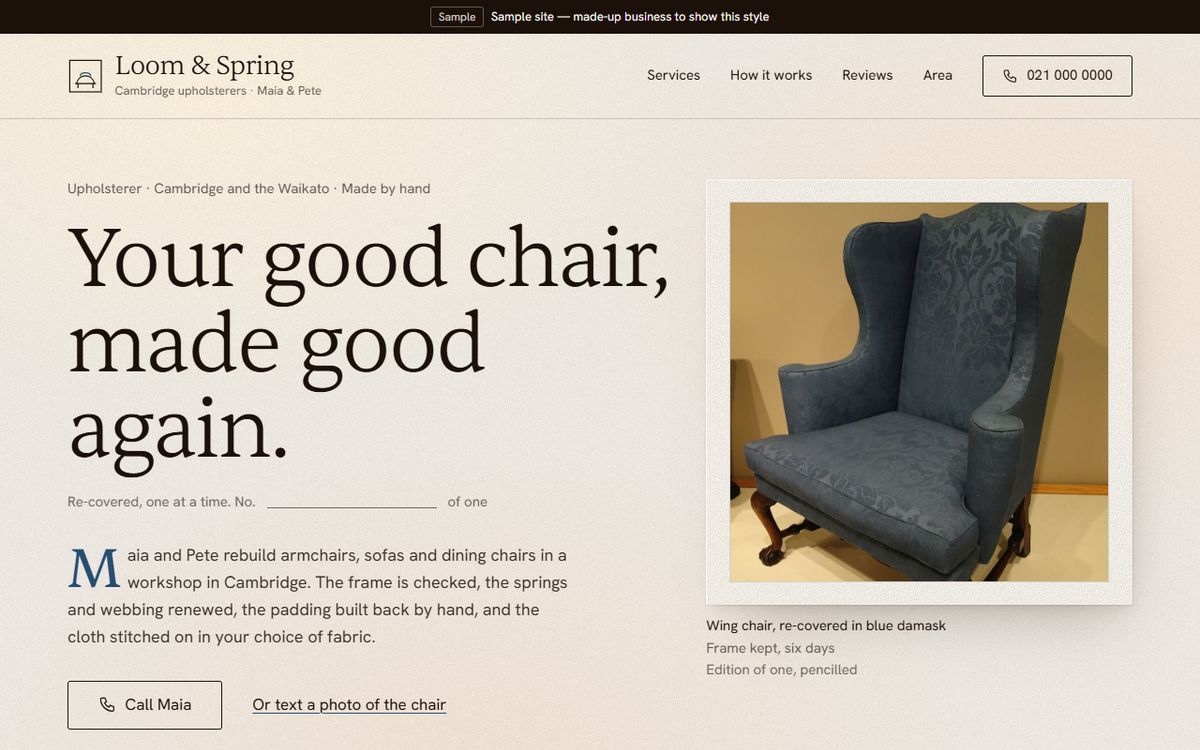 Sample Sample site — made-up business to show this style
Loom & Spring
Cambridge upholsterers · Maia & Pete
Services How it works Reviews Area 021 000 0000
Upholsterer · Cambridge and the Waikato · Made by hand
Your good chair,
made good
again.
Re-covered, one at a time. No. of one
Maia and Pete rebuild armchairs, sofas and dining chairs in a
workshop in Cambridge. The frame is checked, the springs
and webbing renewed, the padding built back by hand, and the
cloth stitched on in your choice of fabric.
Call Maia Or text a photo of the chair
Wing chair, re-covered in blue damask
Frame kept, six days
Edition of one, pencilled